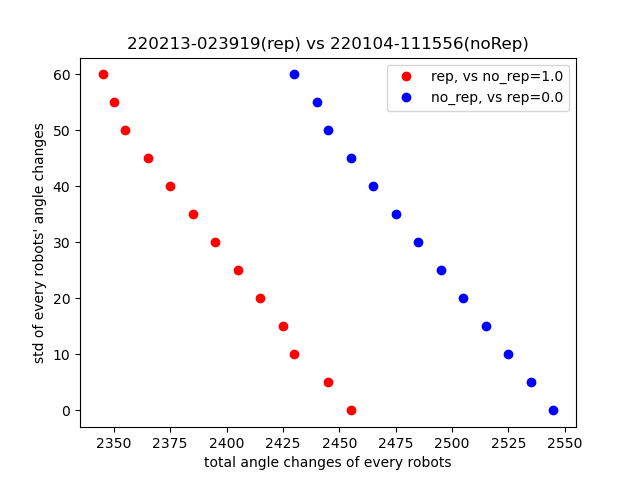 220213-023919(rep) vs 220104-111556(noRep)
rep, vs no_rep=1.0
no_rep, vs rep=0.0
std of every robots' angle changes
60
50
40
30
20
10
0
2350 2375 2400 2425 2450 2475 2500 2525 2550
total angle changes of every robots